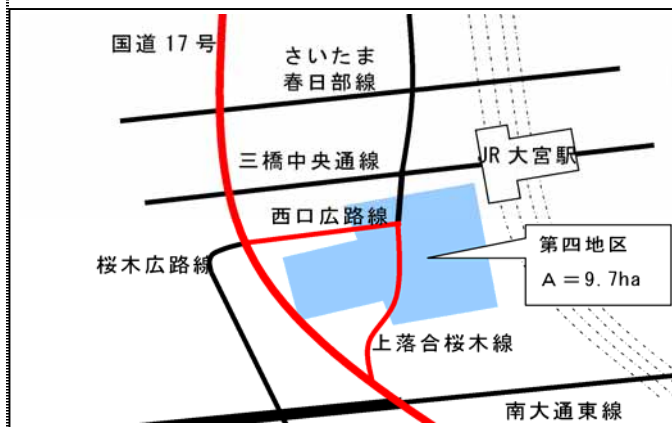 国道 17 号
さいたま
春日部線
三橋中央通線
JR 大宮駅
西口広路線
桜木広路線
第四地区
A = 9.7ha
上落合桜木線
南大通東線